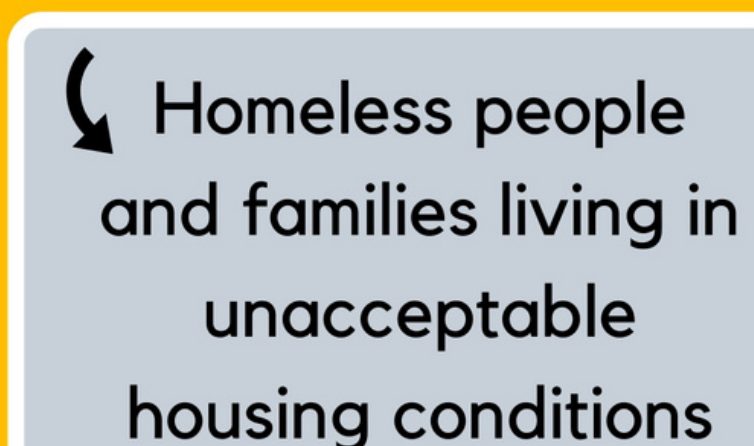 Homeless people
and families living in
unacceptable
housing conditions